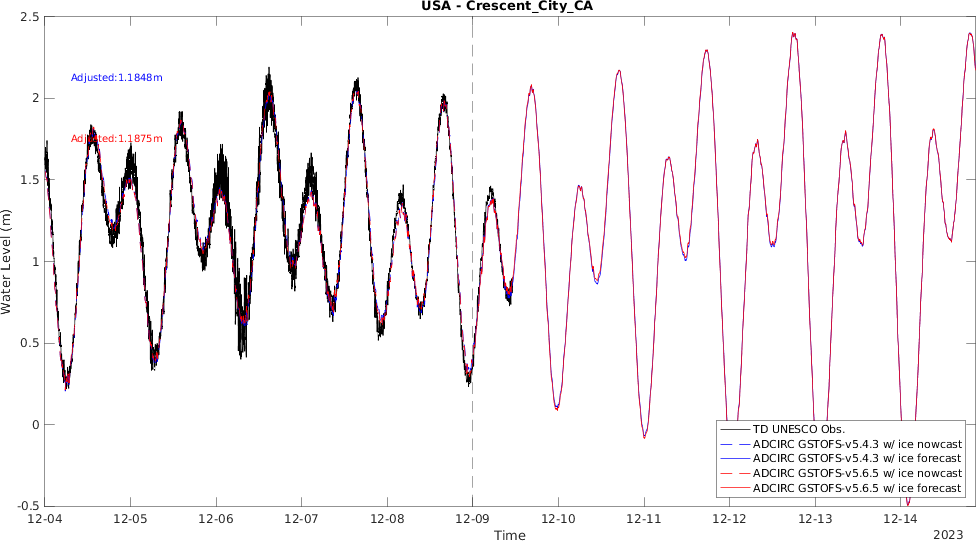 USA - Crescent_City_CA
2.5
2
1.5
1
0.5
0
-0.5
Water Level (m)
Adjusted:1.1848m
Adjusted:1.1875m
TD UNESCO Obs.
ADCIRC GSTOFS-v5.4.3 w/ ice nowcast
ADCIRC GSTOFS-v5.4.3 w/ ice forecast
ADCIRC GSTOFS-v5.6.5 w/ ice nowcast
ADCIRC GSTOFS-v5.6.5 w/ ice forecast
12-04 12-05 12-06 12-07 12-08 12-09 12-10 12-11 12-12 12-13 12-14
Time
2023